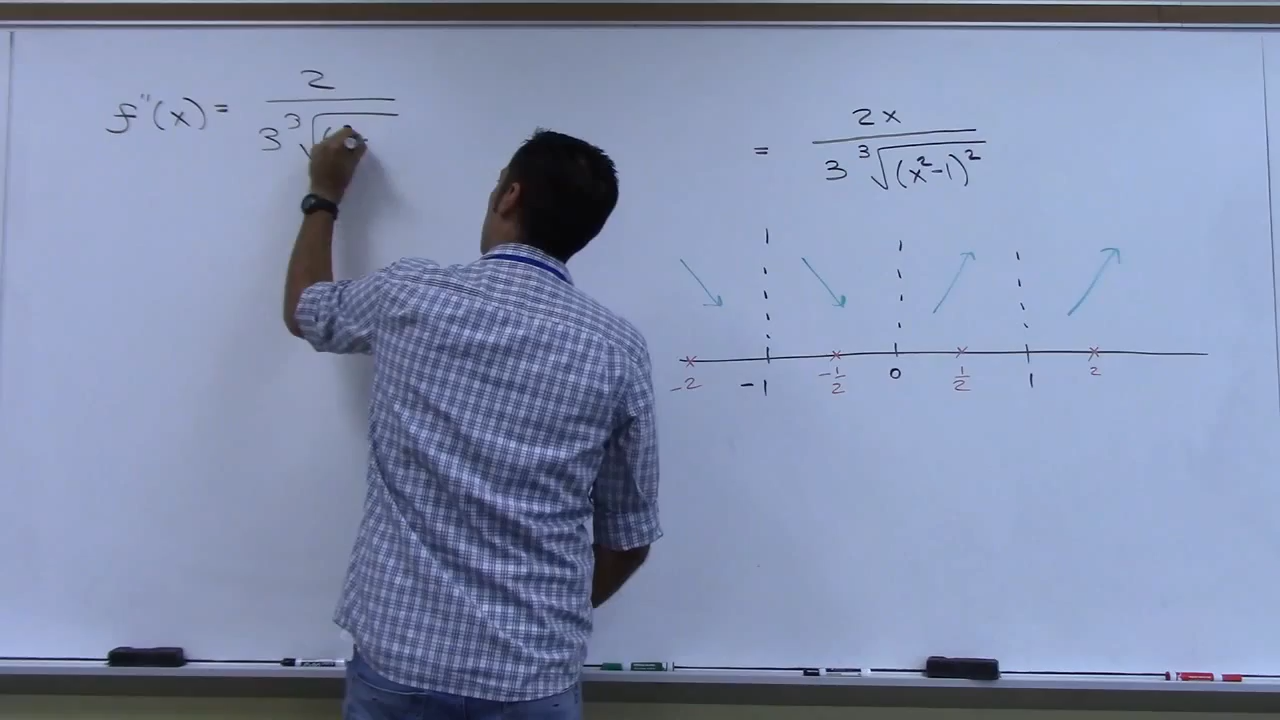 f''(x) = 2
3 ∛(
= 2x
3 ∛(x²-1)²
-2 -1 -1/2 0 1/2 1 2